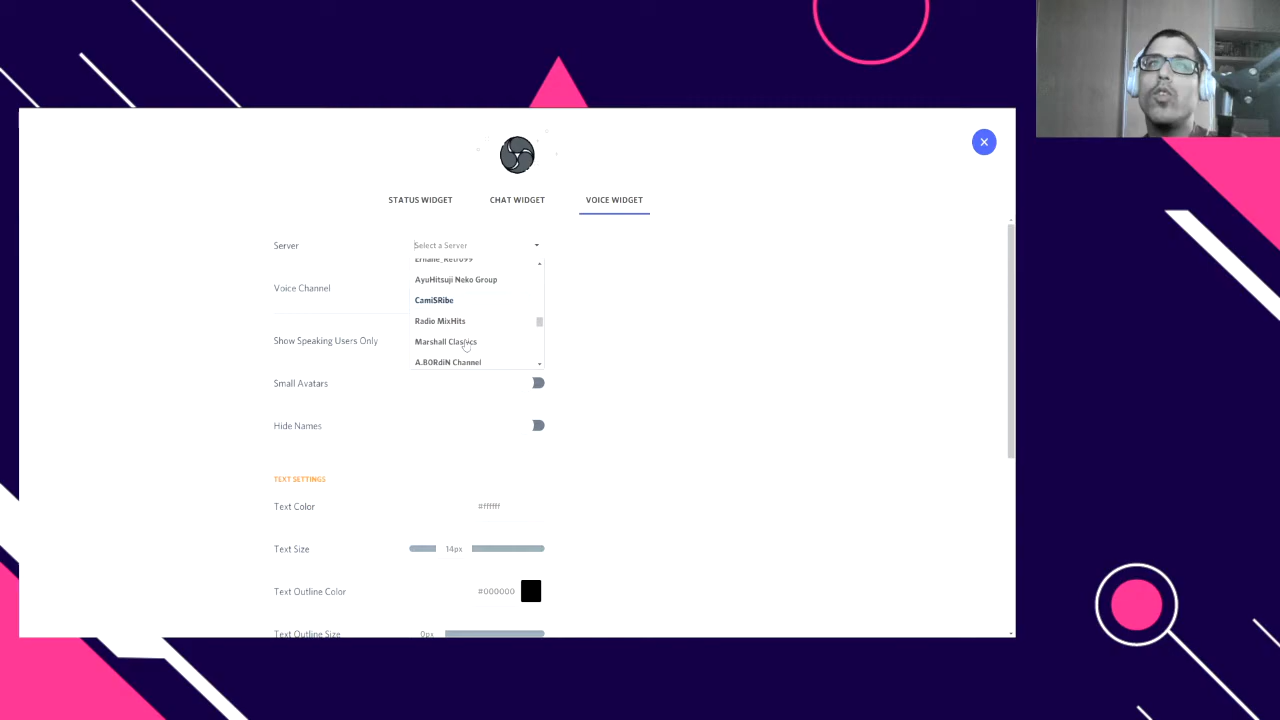 STATUS WIDGET
CHAT WIDGET
VOICE WIDGET
Server
Select a Server
AyuHitsuji Neko Group
Voice Channel
CamiSRibe
Radio MixHits
Show Speaking Users Only
Marshall Classics
A.B0RdiN Channel
Small Avatars
Hide Names
TEXT SETTINGS
Text Color
#ffffff
Text Size
14px
Text Outline Color
#000000
Text Outline Size
0px